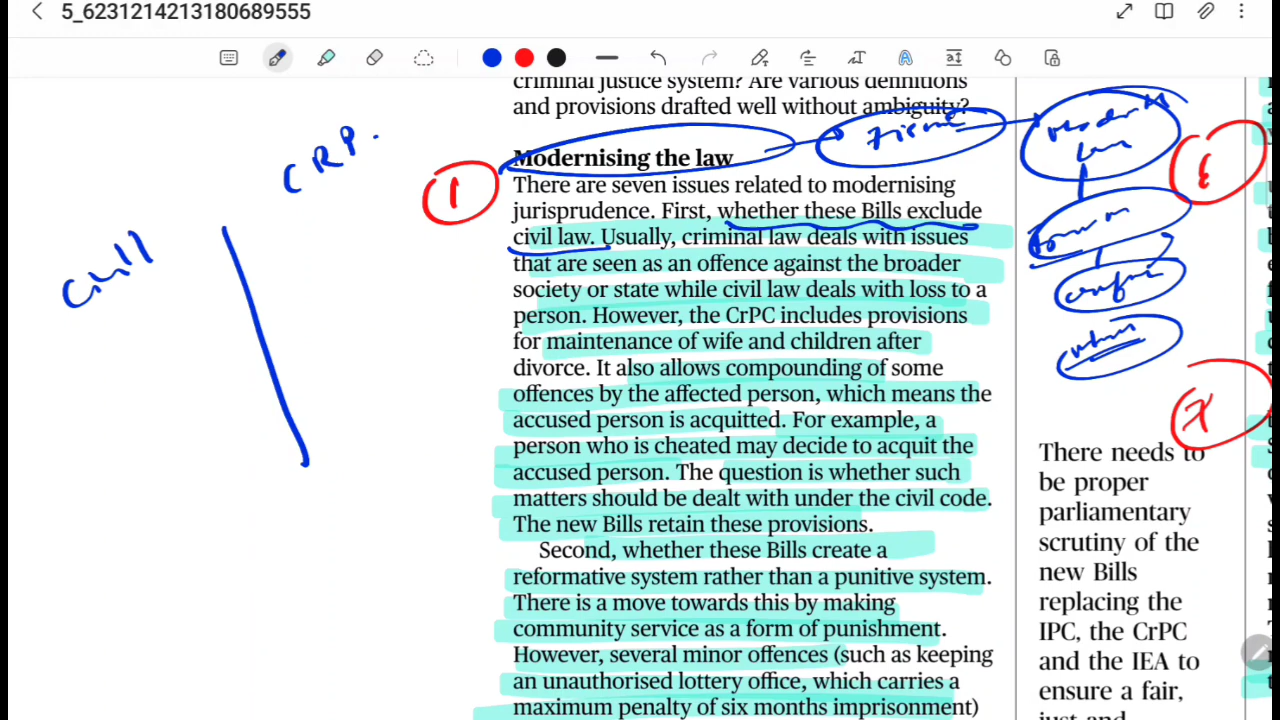 5_6231214213180689555
criminal justice system? Are various definitions
and provisions drafted well without ambiguity?
Modernising the law
There are seven issues related to modernising
jurisprudence. First, whether these Bills exclude
civil law. Usually, criminal law deals with issues
that are seen as an offence against the broader
society or state while civil law deals with loss to a
person. However, the CrPC includes provisions
for maintenance of wife and children after
divorce. It also allows compounding of some
offences by the affected person, which means the
accused person is acquitted. For example, a
person who is cheated may decide to acquit the
accused person. The question is whether such
matters should be dealt with under the civil code.
The new Bills retain these provisions.
Second, whether these Bills create a
reformative system rather than a punitive system.
There is a move towards this by making
community service as a form of punishment.
However, several minor offences (such as keeping
an unauthorised lottery office, which carries a
maximum penalty of six months imprisonment)
CRP.
Civil
1
7
There needs to
be proper
parliamentary
scrutiny of the
new Bills
replacing the
IPC, the CrPC
and the IEA to
ensure a fair,
just and